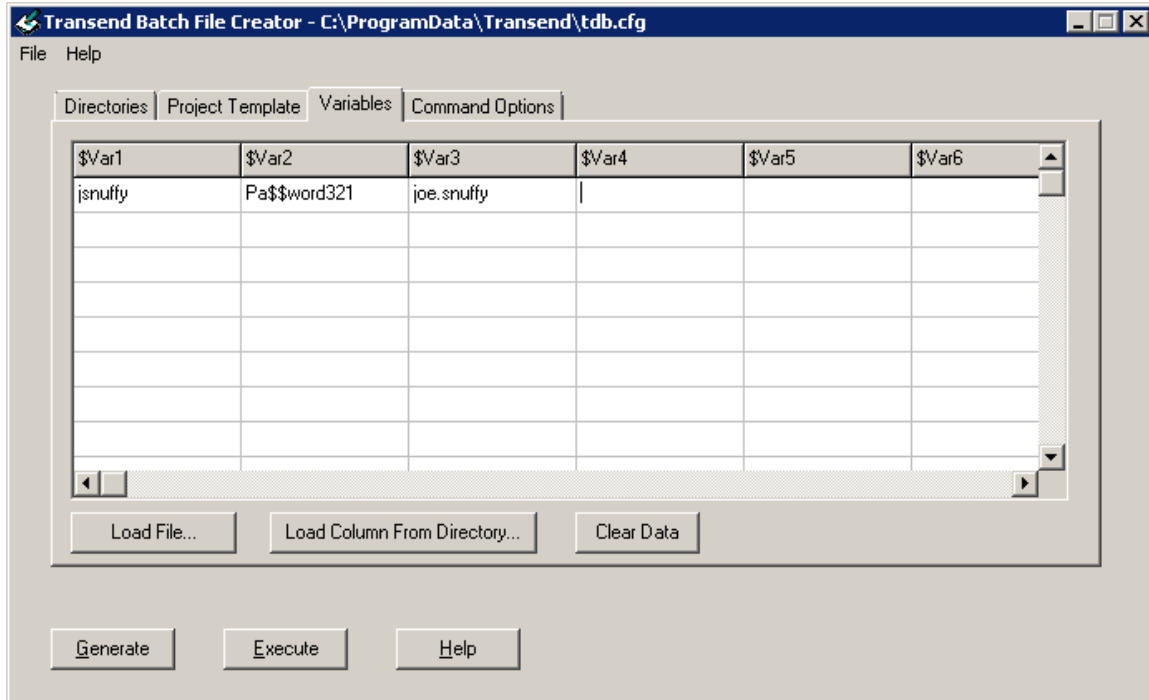 Transend Batch File Creator - C:\ProgramData\Transend\tdb.cfg
File Help
Directories Project Template Variables Command Options
$Var1 $Var2 $Var3 $Var4 $Var5 $Var6
jsnuffy Pa$$word321 joe.snuffy
Load File... Load Column From Directory... Clear Data
Generate Execute Help